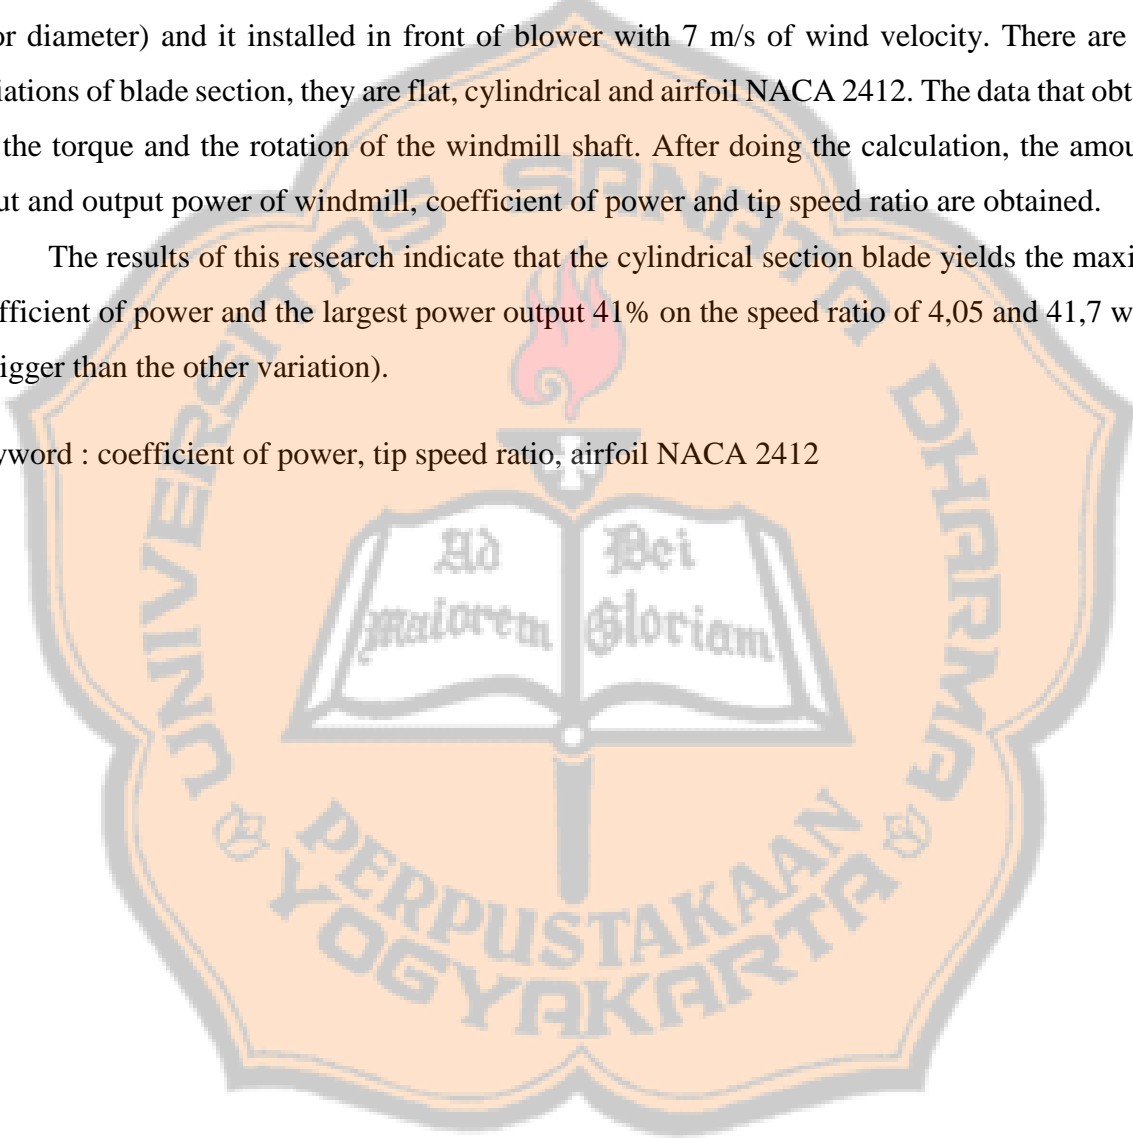 or diameter) and it installed in front of blower with 7 m/s of wind velocity. There are
iations of blade section, they are flat, cylindrical and airfoil NACA 2412. The data that obt
the torque and the rotation of the windmill shaft. After doing the calculation, the amou
ut and output power of windmill, coefficient of power and tip speed ratio are obtained.
The results of this research indicate that the cylindrical section blade yields the maxi
fficient of power and the largest power output 41% on the speed ratio of 4,05 and 41,7 w
igger than the other variation).
yword : coefficient of power, tip speed ratio, airfoil NACA 2412
UNIVERSITAS SANATA DHARMA
Ad Dei
maiorem Gloriam
PERPUSTAKAAN
YOGYAKARTA